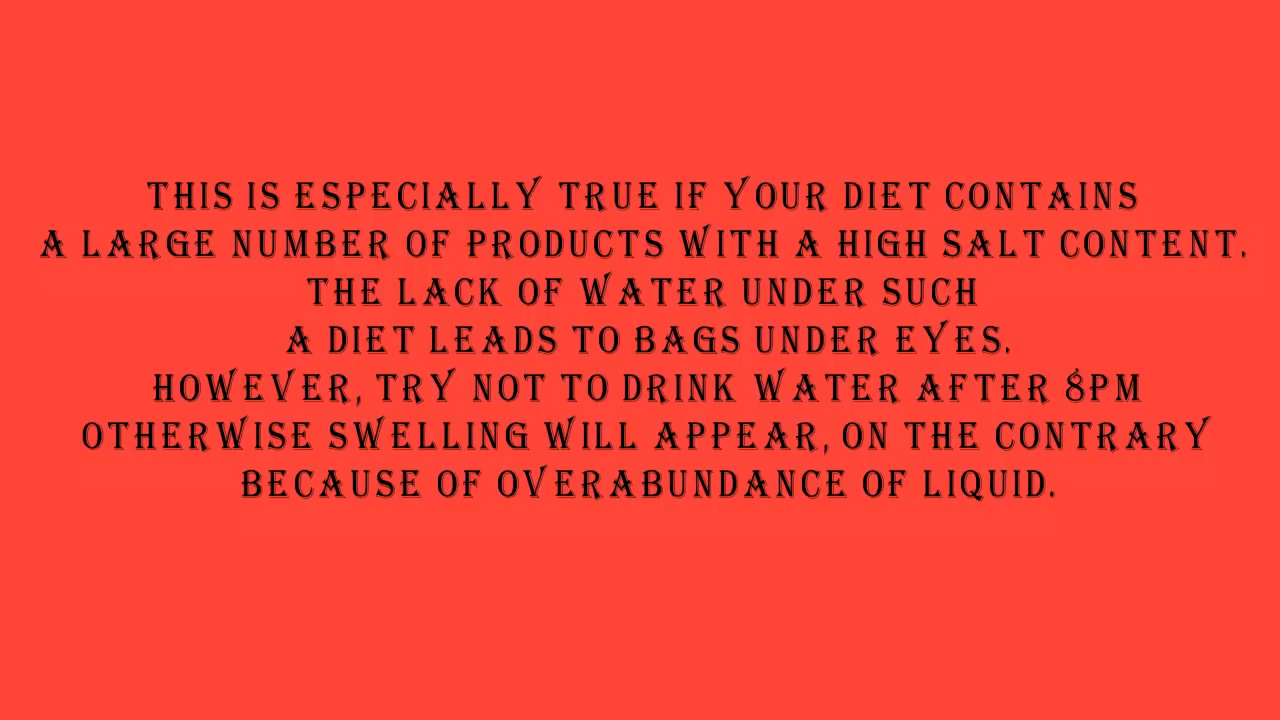 THIS IS ESPECIALLY TRUE IF YOUR DIET CONTAINS
A LARGE NUMBER OF PRODUCTS WITH A HIGH SALT CONTENT.
THE LACK OF WATER UNDER SUCH
A DIET LEADS TO BAGS UNDER EYES.
HOWEVER, TRY NOT TO DRINK WATER AFTER 8PM
OTHERWISE SWELLING WILL APPEAR, ON THE CONTRARY
BECAUSE OF OVERABUNDANCE OF LIQUID.